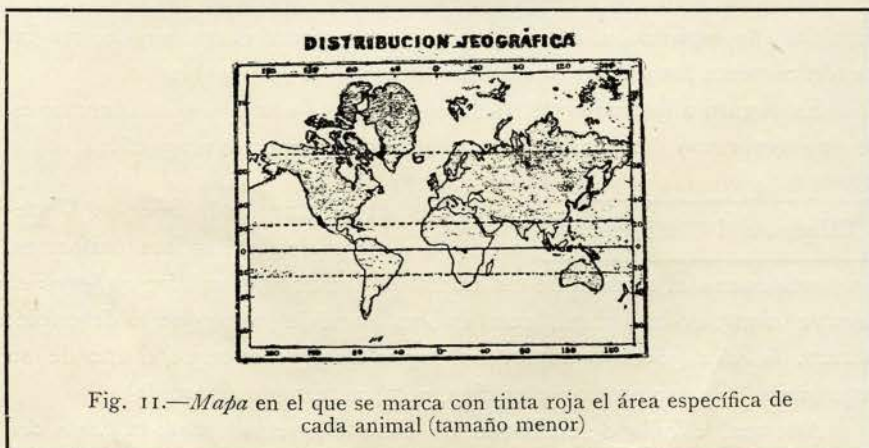 DISTRIBUCION JEOGRÁFICA
Fig. 11.—Mapa en el que se marca con tinta roja el área específica de
cada animal (tamaño menor)